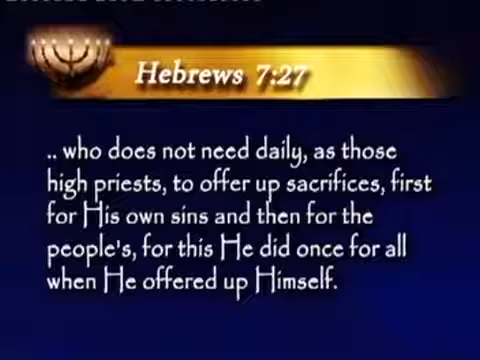 Hebrews 7:27
.. who does not need daily, as those
high priests, to offer up sacrifices, first
for His own sins and then for the
people's, for this He did once for all
when He offered up Himself.